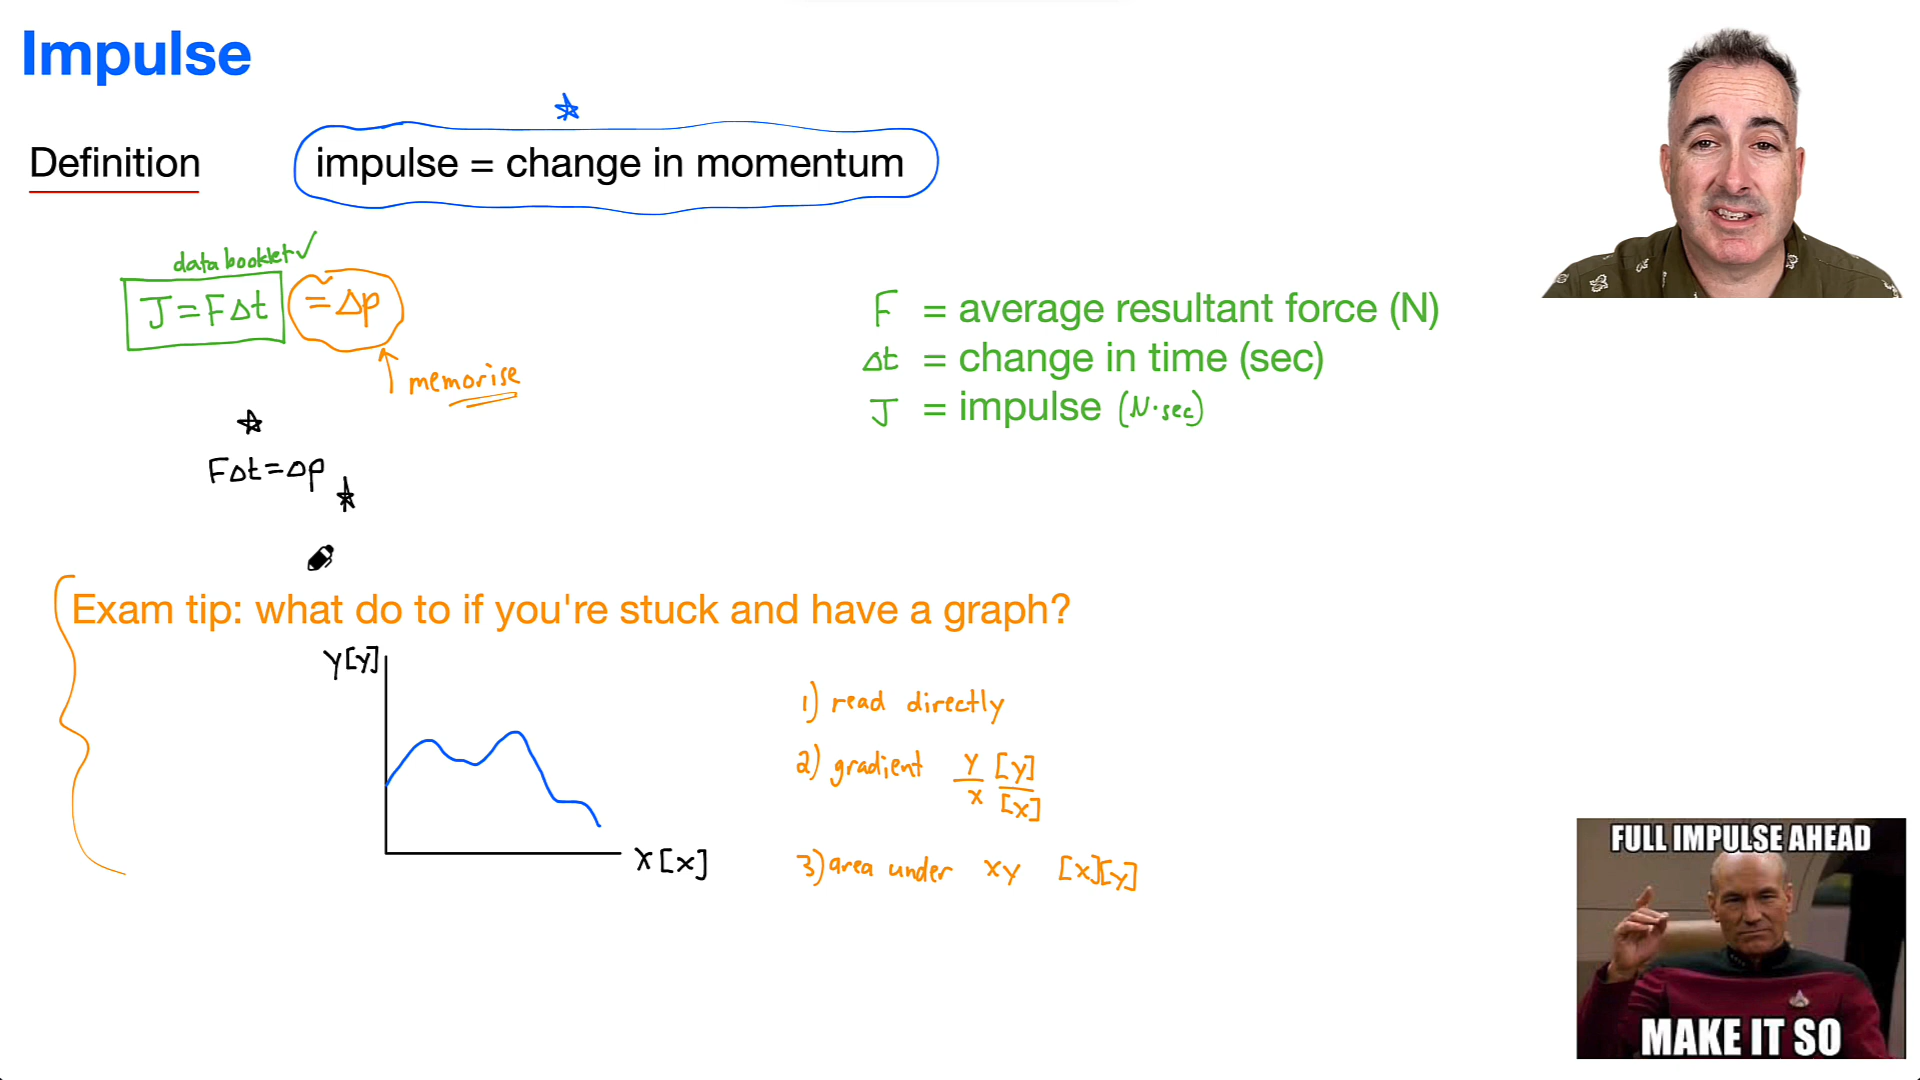 Impulse
Definition
impulse = change in momentum
data booklet ✓
J = F Δt = Δp
memorise
F = average resultant force (N)
Δt = change in time (sec)
J = impulse (N·sec)
FΔt = Δp
Exam tip: what do to if you're stuck and have a graph?
Y[y]
X[x]
1) read directly
2) gradient Y/X [y]/[x]
3) area under XY [x][y]
FULL IMPULSE AHEAD
MAKE IT SO